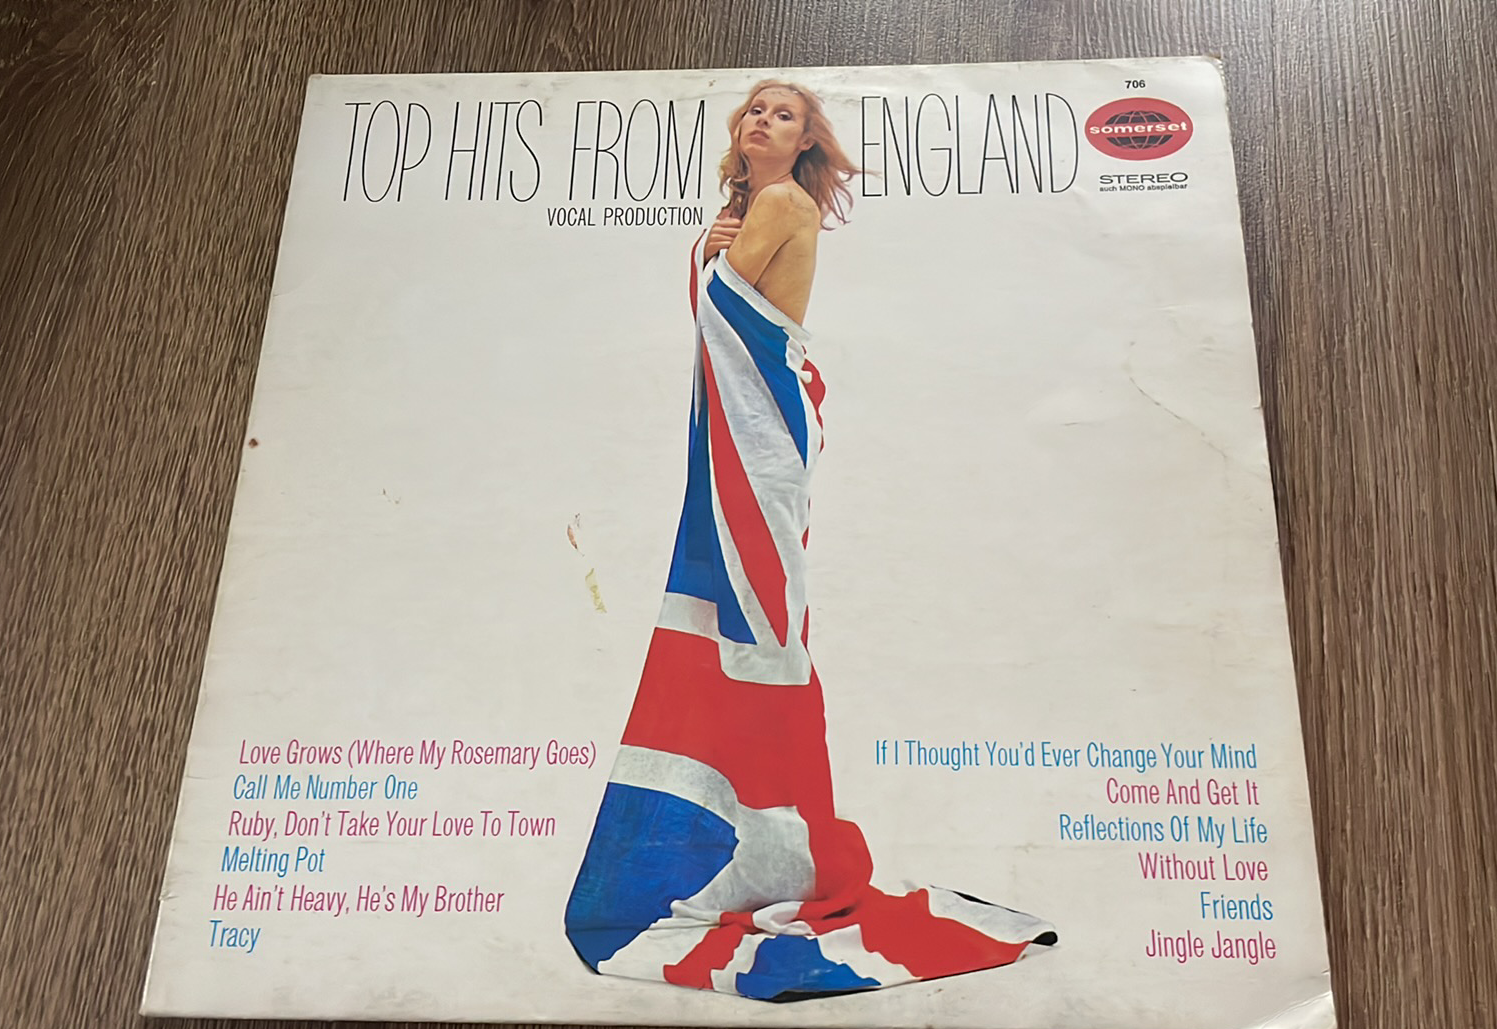 TOP HITS FROM ENGLAND
VOCAL PRODUCTION
706
somerset
STEREO
auch MONO abspielbar
Love Grows (Where My Rosemary Goes)
Call Me Number One
Ruby, Don't Take Your Love To Town
Melting Pot
He Ain't Heavy, He's My Brother
Tracy
If I Thought You'd Ever Change Your Mind
Come And Get It
Reflections Of My Life
Without Love
Friends
Jingle Jangle